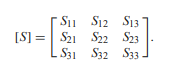 [S] = [ S11 S12 S13
S21 S22 S23
S31 S32 S33 ].